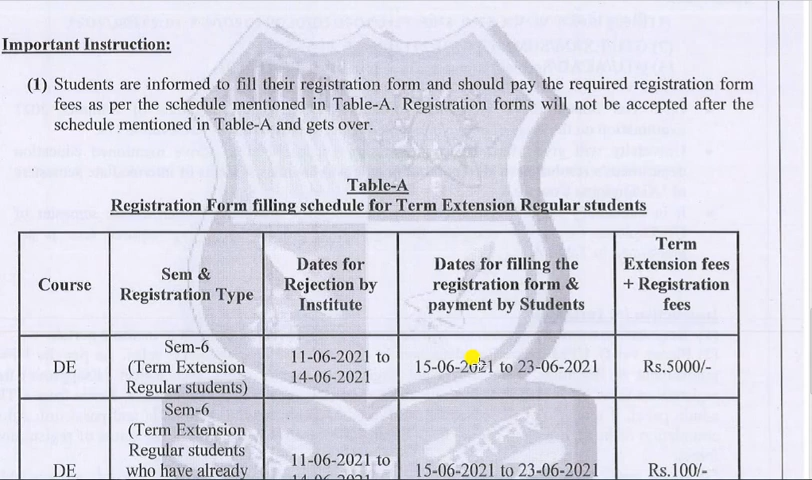 Important Instruction:
(1) Students are informed to fill their registration form and should pay the required registration form
fees as per the schedule mentioned in Table-A. Registration forms will not be accepted after the
schedule mentioned in Table-A and gets over.
Table-A
Registration Form filling schedule for Term Extension Regular students
Course
Sem &
Registration Type
Dates for
Rejection by
Institute
Dates for filling the
registration form &
payment by Students
Term
Extension fees
+ Registration
fees
DE
Sem-6
(Term Extension
Regular students)
11-06-2021 to
14-06-2021
15-06-2021 to 23-06-2021
Rs.5000/-
DE
Sem-6
(Term Extension
Regular students
who have already
11-06-2021 to
15-06-2021 to 23-06-2021
Rs.100/-